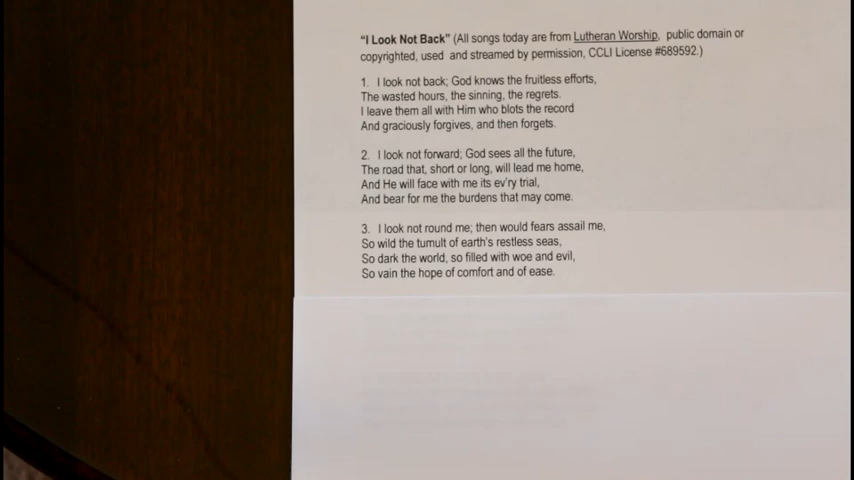 "I Look Not Back" (All songs today are from Lutheran Worship, public domain or
copyrighted, used and streamed by permission, CCLI License #689592.)
1. I look not back; God knows the fruitless efforts,
The wasted hours, the sinning, the regrets.
I leave them all with Him who blots the record
And graciously forgives, and then forgets.
2. I look not forward; God sees all the future,
The road that, short or long, will lead me home,
And He will face with me its ev'ry trial,
And bear for me the burdens that may come.
3. I look not round me; then would fears assail me,
So wild the tumult of earth's restless seas,
So dark the world, so filled with woe and evil,
So vain the hope of comfort and of ease.